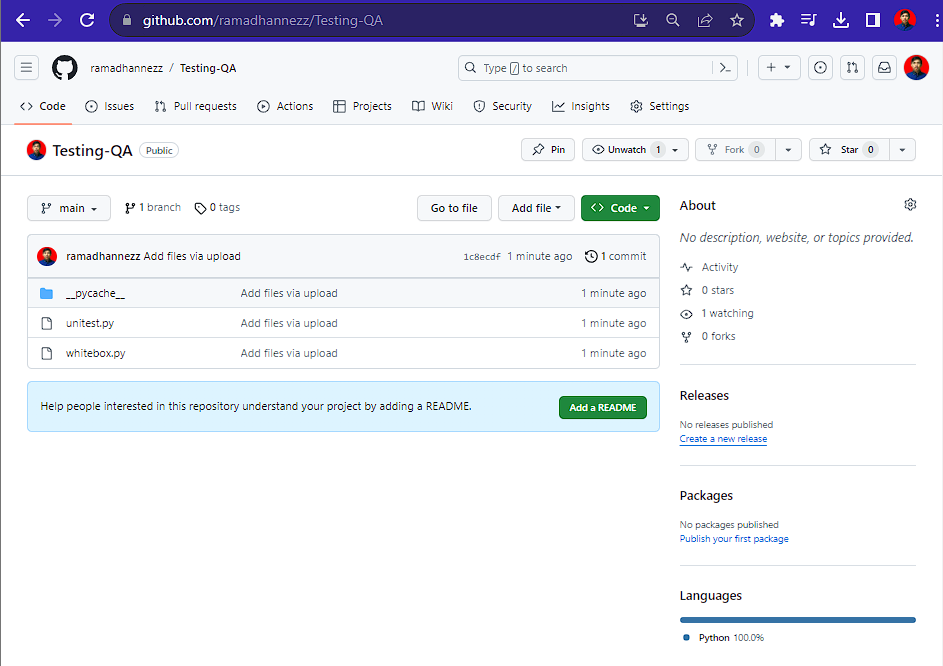 github.com/ramadhannezz/Testing-QA
ramadhannezz / Testing-QA
Type / to search
Code Issues Pull requests Actions Projects Wiki Security Insights Settings
Testing-QA Public
Pin Unwatch 1 Fork 0 Star 0
main 1 branch 0 tags Go to file Add file Code
ramadhannezz Add files via upload 1c8ecdf 1 minute ago 1 commit
__pycache__ Add files via upload 1 minute ago
unitest.py Add files via upload 1 minute ago
whitebox.py Add files via upload 1 minute ago
Help people interested in this repository understand your project by adding a README. Add a README
About
No description, website, or topics provided.
Activity
0 stars
1 watching
0 forks
Releases
No releases published
Create a new release
Packages
No packages published
Publish your first package
Languages
Python 100.0%